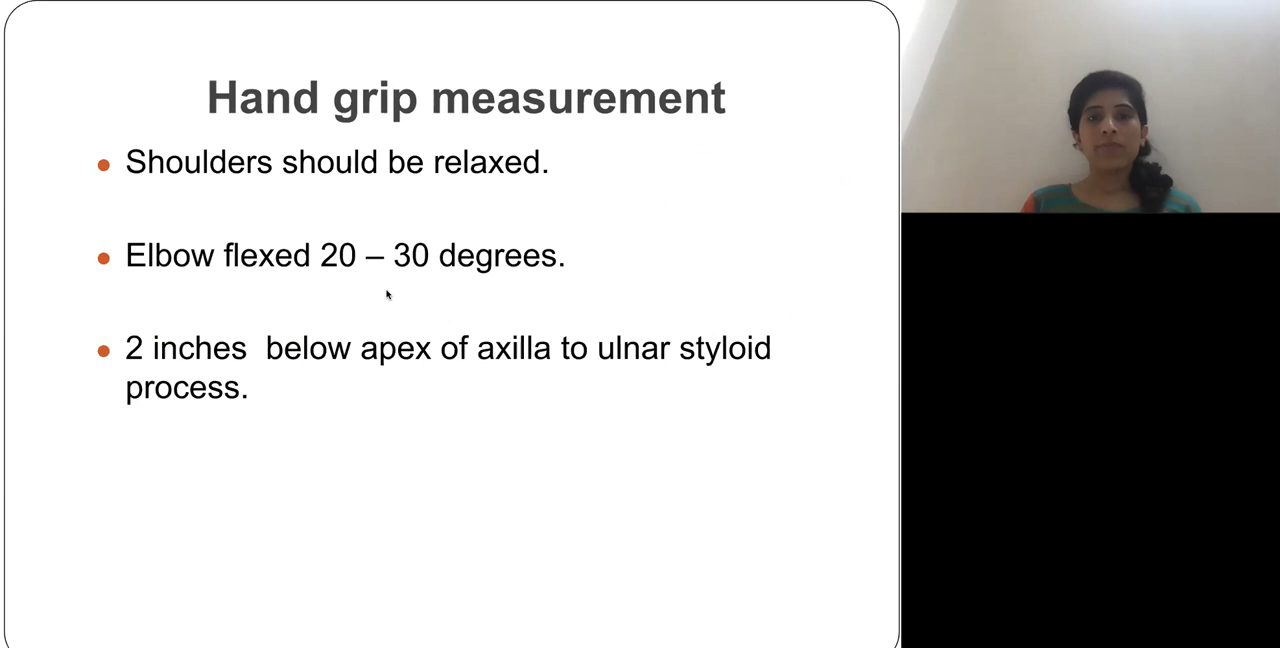 Hand grip measurement
Shoulders should be relaxed.
Elbow flexed 20 – 30 degrees.
2 inches  below apex of axilla to ulnar styloid
process.